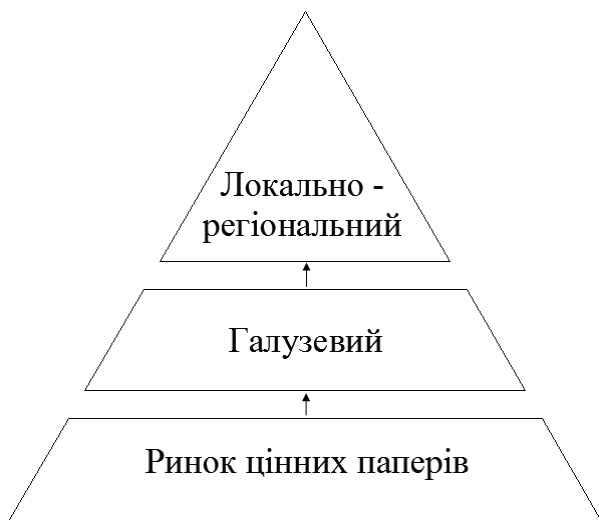 Локально -
регіональний
Галузевий
Ринок цінних паперів